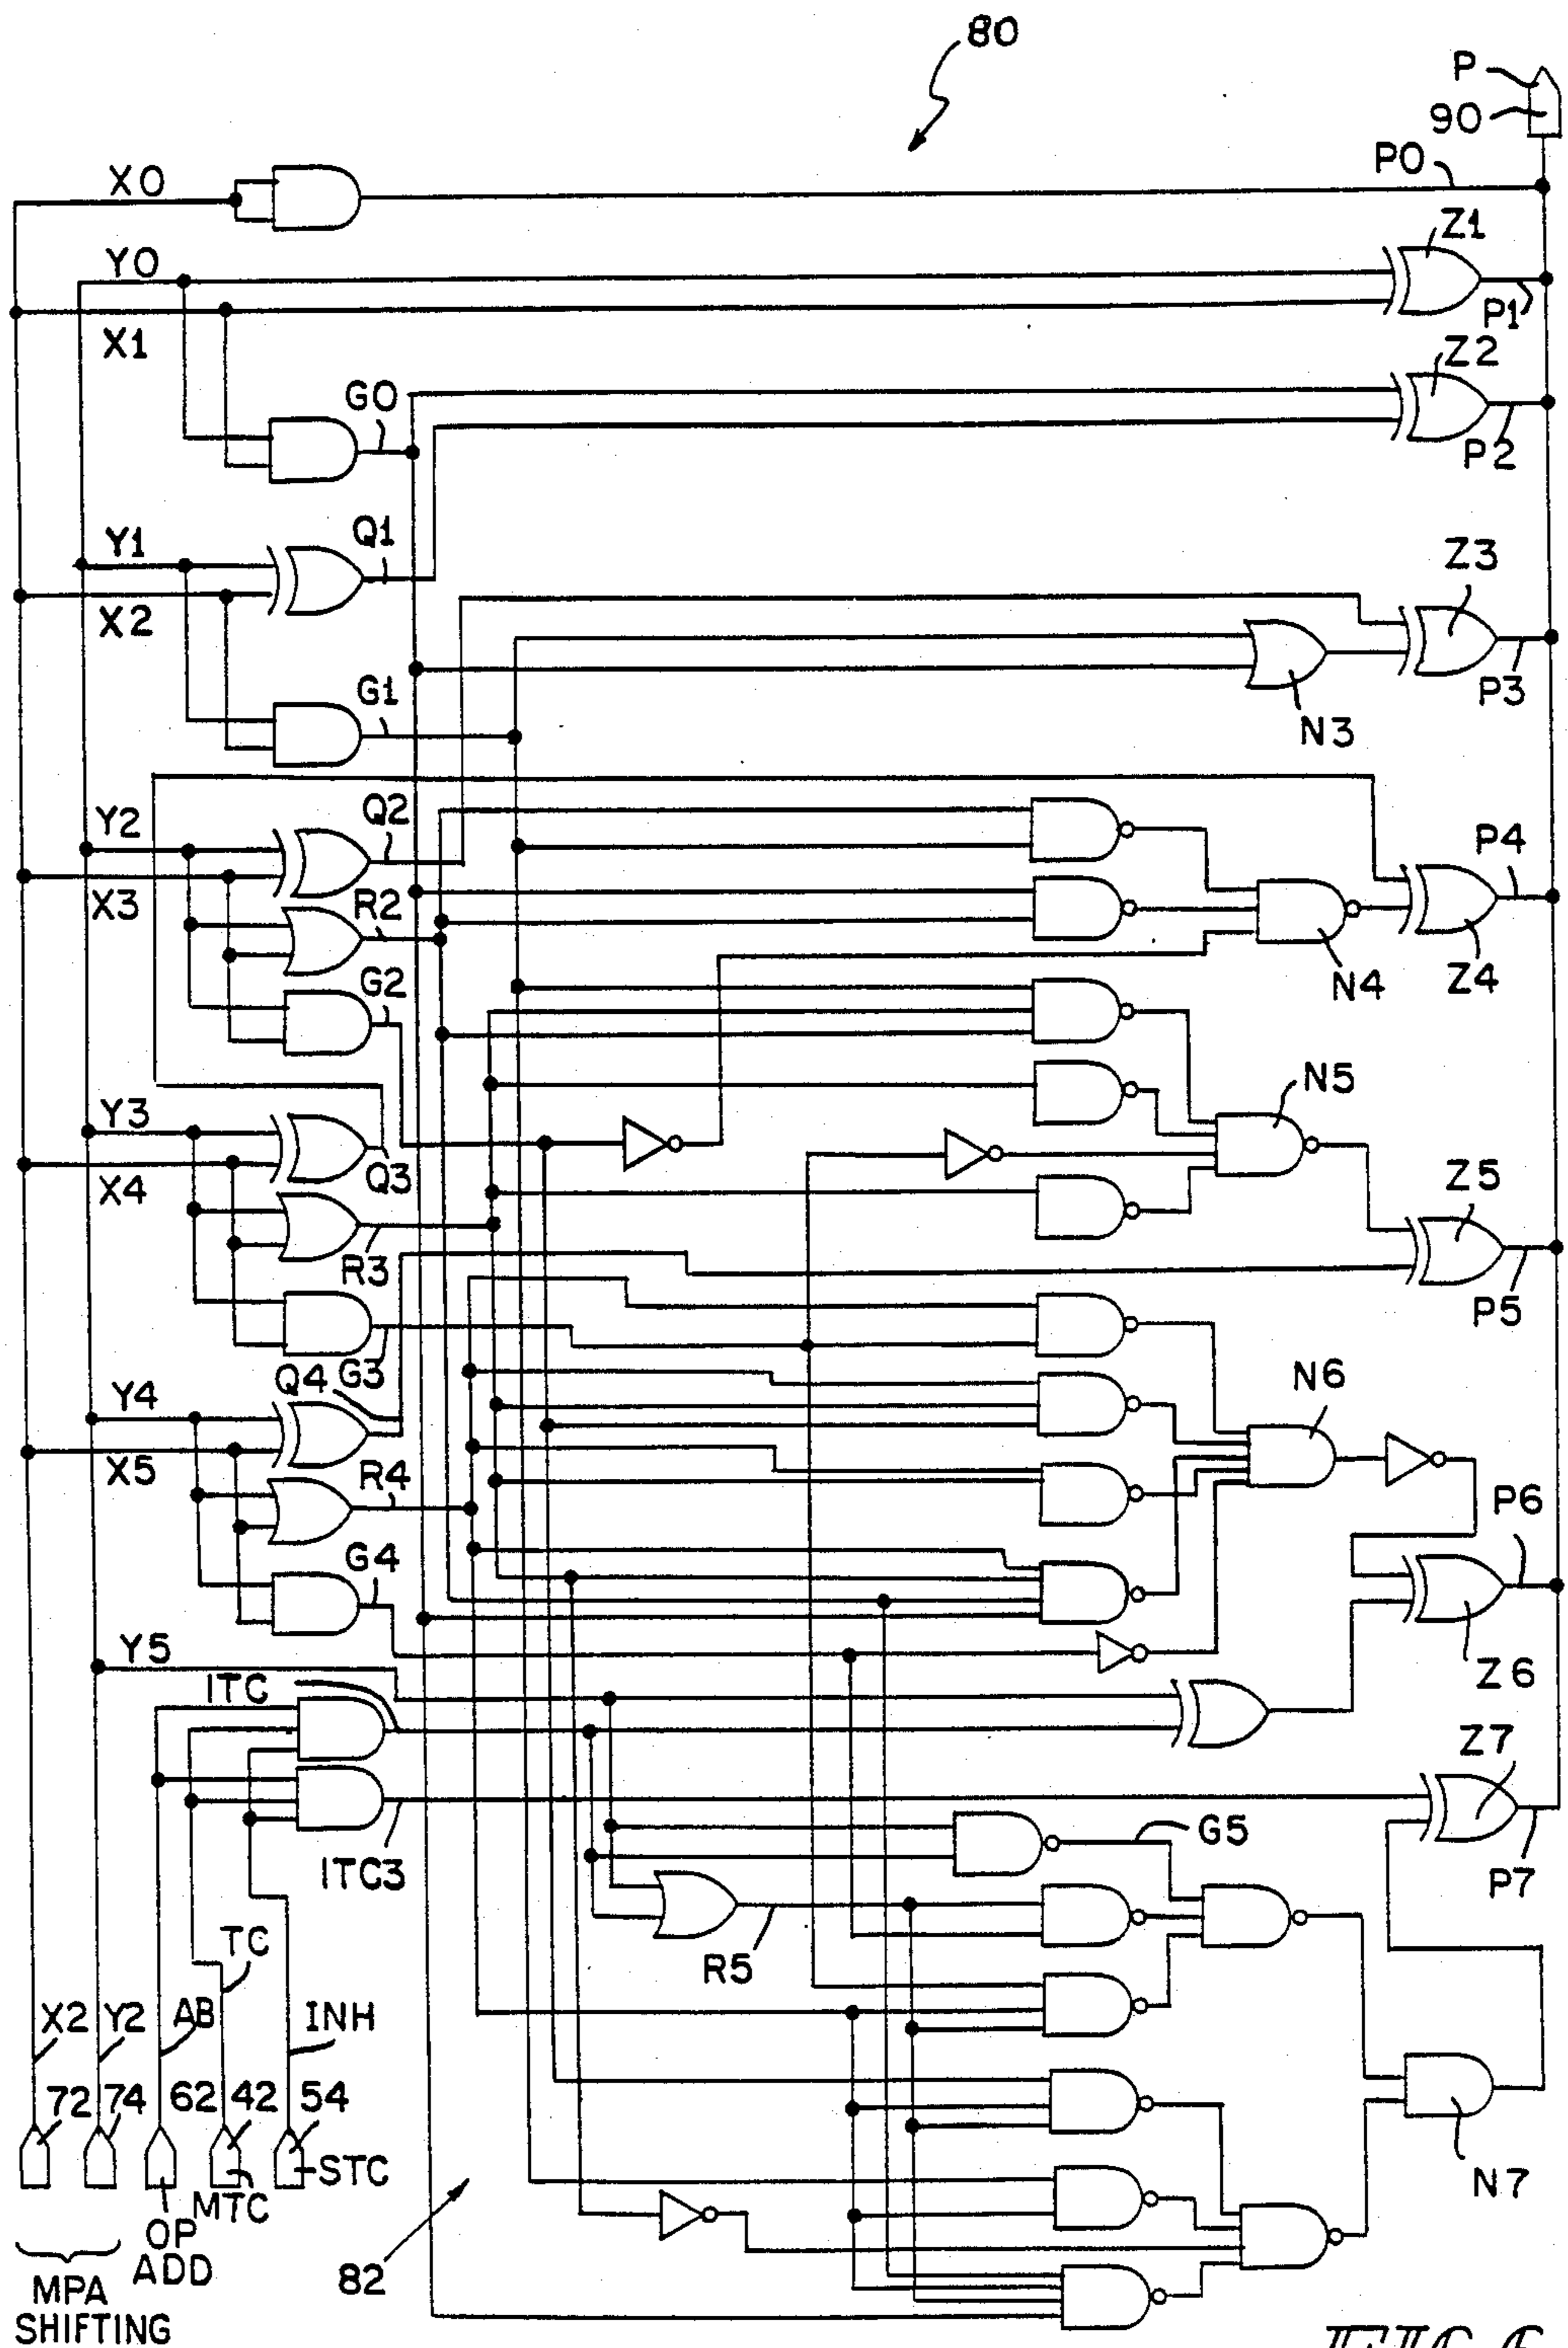 80
P
90
X0
P0
Y0
Z1
X1
P1
Z2
G0
P2
Y1
Q1
Z3
X2
G1
N3
P3
Y2
Q2
P4
X3
R2
G2
N4
Z4
N5
Y3
X4
Q3
Z5
R3
P5
G3
Q4
N6
Y4
X5
R4
P6
G4
Y5
ITC
Z6
Z7
ITC3
G5
P7
TC
R5
X2
Y2
AB
INH
72
74
62
42
54
STC
MTC
N7
OP
ADD
82
MPA
SHIFTING